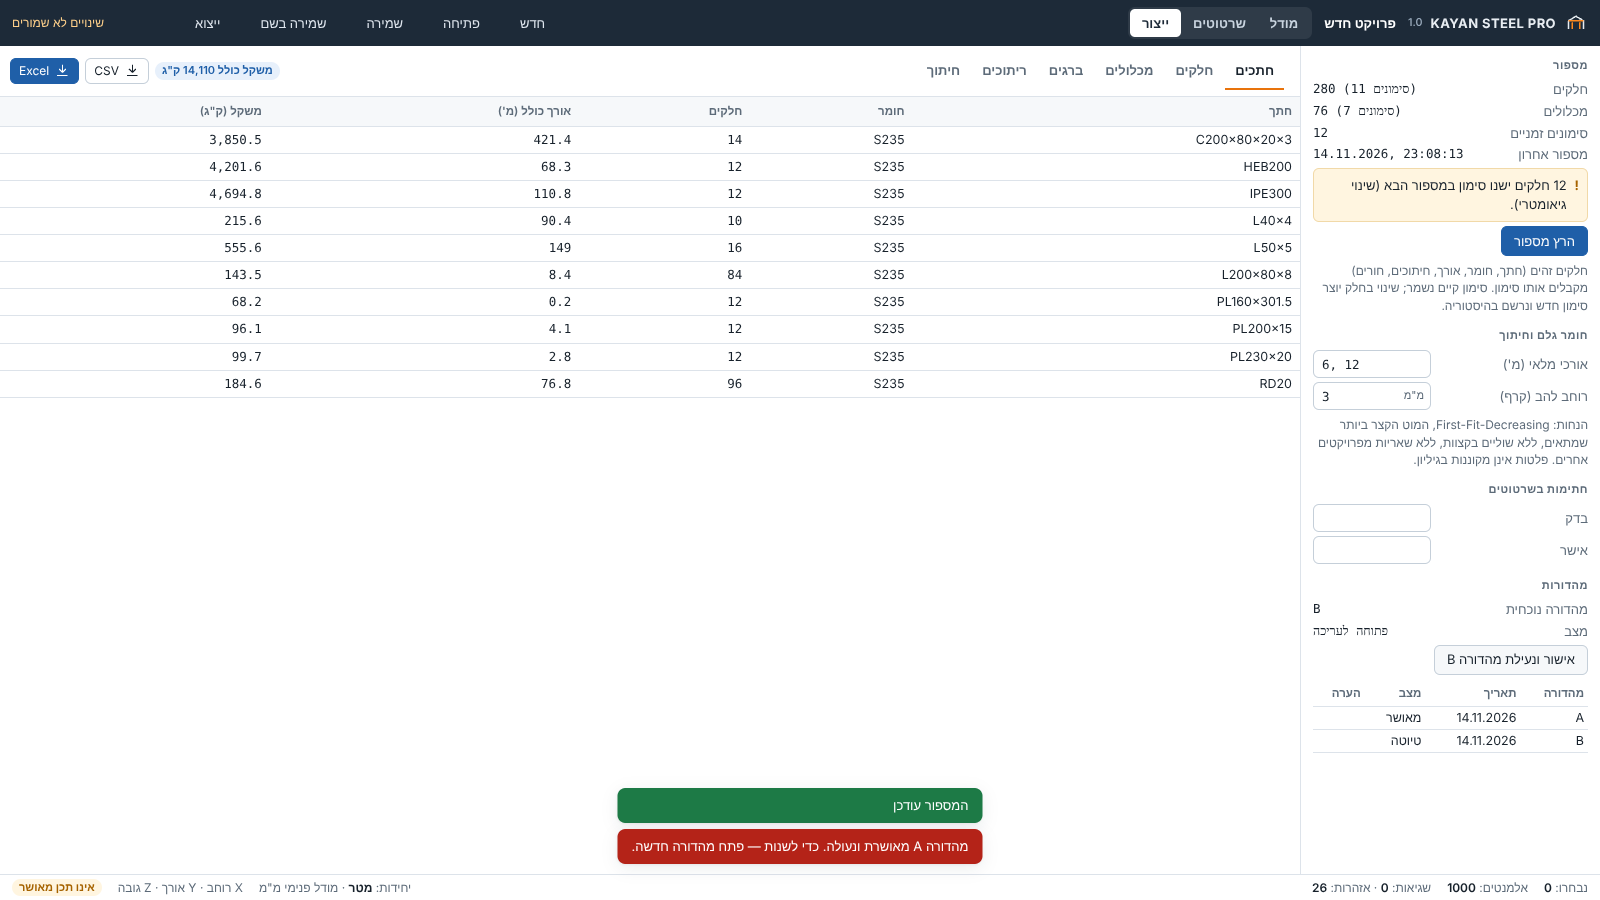 KAYAN STEEL PRO 1.0 פרויקט חדש
מודל שרטוטים ייצור
חדש פתיחה שמירה שמירה בשם ייצוא
שינויים לא שמורים
מספור
חלקים 280 (11 סימונים)
מכלולים 76 (7 סימונים)
סימונים זמניים 12
מספור אחרון 14.11.2026, 23:08:13
! 12 חלקים ישנו סימון במספור הבא (שינוי
גיאומטרי).
הרץ מספור
חלקים זהים (חתך, חומר, אורך, חיתוכים, חורים)
מקבלים אותו סימון. סימון קיים נשמר; שינוי בחלק יוצר
סימון חדש ונרשם בהיסטוריה.
חומר גלם וחיתוך
אורכי מלאי (מ') 6, 12
רוחב להב (קרף) 3 מ"מ
הנחות: First-Fit-Decreasing, המוט הקצר ביותר
שמתאים, ללא שוליים בקצוות, ללא שאריות מפרויקטים
אחרים. פלטות אינן מקוננות בגיליון.
חתימות בשרטוטים
בדק
אישר
מהדורות
מהדורה נוכחית B
מצב פתוחה לעריכה
אישור ונעילת מהדורה B
מהדורה תאריך מצב הערה
A 14.11.2026 מאושר
B 14.11.2026 טיוטה
חתכים חלקים מכלולים ברגים ריתוכים חיתוך
משקל כולל 14,110 ק"ג
CSV
Excel
חתך חומר חלקים אורך כולל (מ') משקל (ק"ג)
C200×80×20×3 S235 14 421.4 3,850.5
HEB200 S235 12 68.3 4,201.6
IPE300 S235 12 110.8 4,694.8
L40×4 S235 10 90.4 215.6
L50×5 S235 16 149 555.6
L200×80×8 S235 84 8.4 143.5
PL160×301.5 S235 12 0.2 68.2
PL200×15 S235 12 4.1 96.1
PL230×20 S235 12 2.8 99.7
RD20 S235 96 76.8 184.6
המספור עודכן
מהדורה A מאושרת ונעולה. כדי לשנות — פתח מהדורה חדשה.
נבחרו: 0 אלמנטים: 1000 שגיאות: 0 · אזהרות: 26
יחידות: מטר · מודל פנימי מ"מ X רוחב · Y אורך · Z גובה אינו תכן מאושר